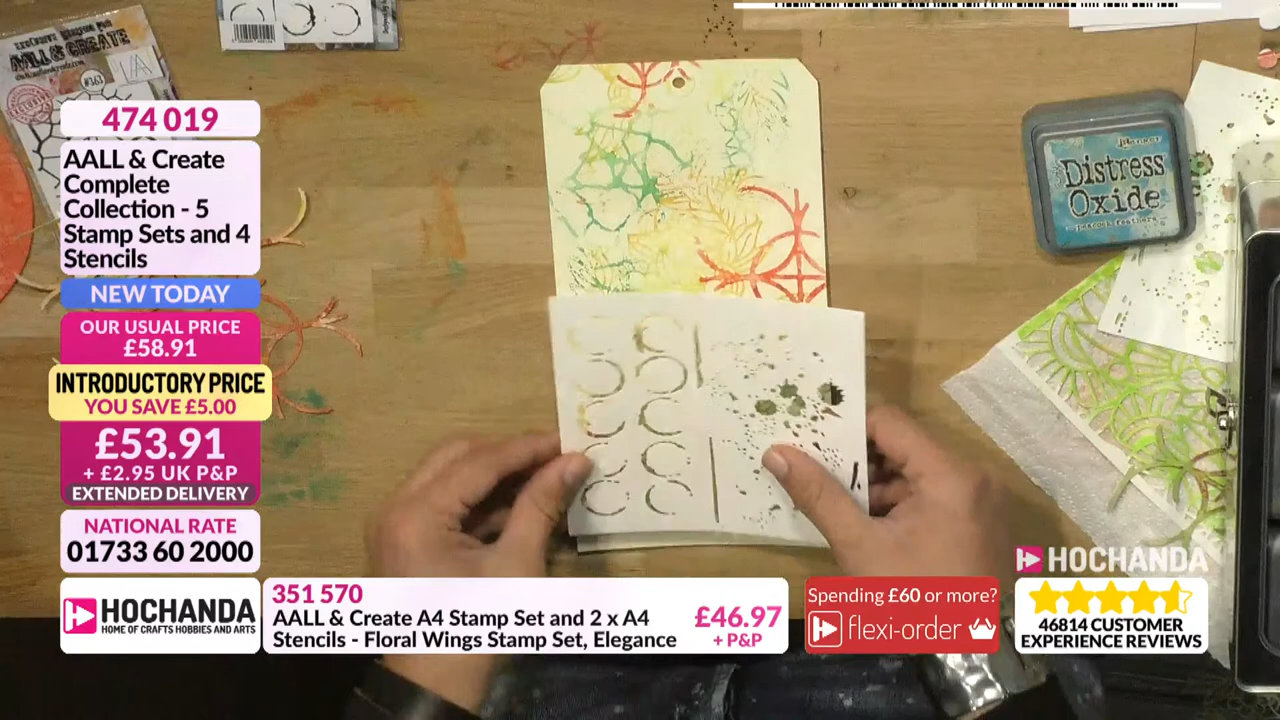 AALL & CREATE
#363
474 019
AALL & Create
Complete
Collection - 5
Stamp Sets and 4
Stencils
NEW TODAY
OUR USUAL PRICE
£58.91
INTRODUCTORY PRICE
YOU SAVE £5.00
£53.91
+ £2.95 UK P&P
EXTENDED DELIVERY
NATIONAL RATE
01733 60 2000
HOCHANDA
HOME OF CRAFTS HOBBIES AND ARTS
351 570
AALL & Create A4 Stamp Set and 2 x A4
Stencils - Floral Wings Stamp Set, Elegance
£46.97
+ P&P
Spending £60 or more?
flexi-order
HOCHANDA
46814 CUSTOMER
EXPERIENCE REVIEWS
Ranger
Distress
Oxide
peacock feathers